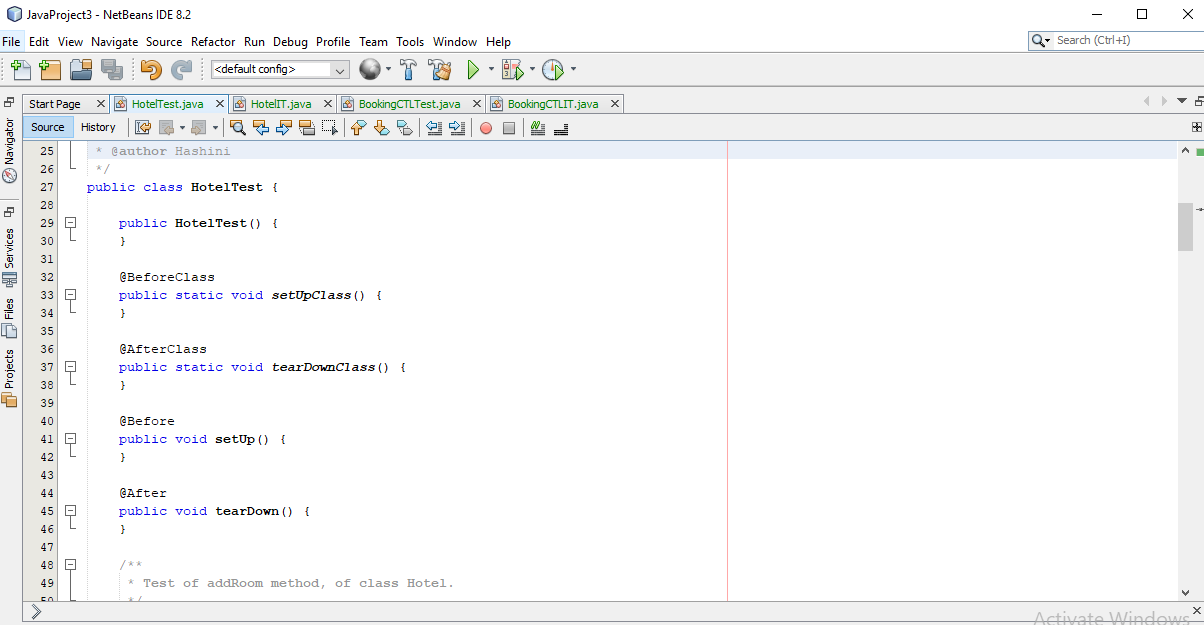 JavaProject3 - NetBeans IDE 8.2
File Edit View Navigate Source Refactor Run Debug Profile Team Tools Window Help
Search (Ctrl+I)
<default config>
Start Page HotelTest.java HotelIT.java BookingCTLTest.java BookingCTLIT.java
Source History
Navigator
Services
Files
Projects
25 * @author Hashini
26 */
27 public class HotelTest {
28
29 public HotelTest() {
30 }
31
32 @BeforeClass
33 public static void setUpClass() {
34 }
35
36 @AfterClass
37 public static void tearDownClass() {
38 }
39
40 @Before
41 public void setUp() {
42 }
43
44 @After
45 public void tearDown() {
46 }
47
48 /**
49 * Test of addRoom method, of class Hotel.
50 */
Activate Windows